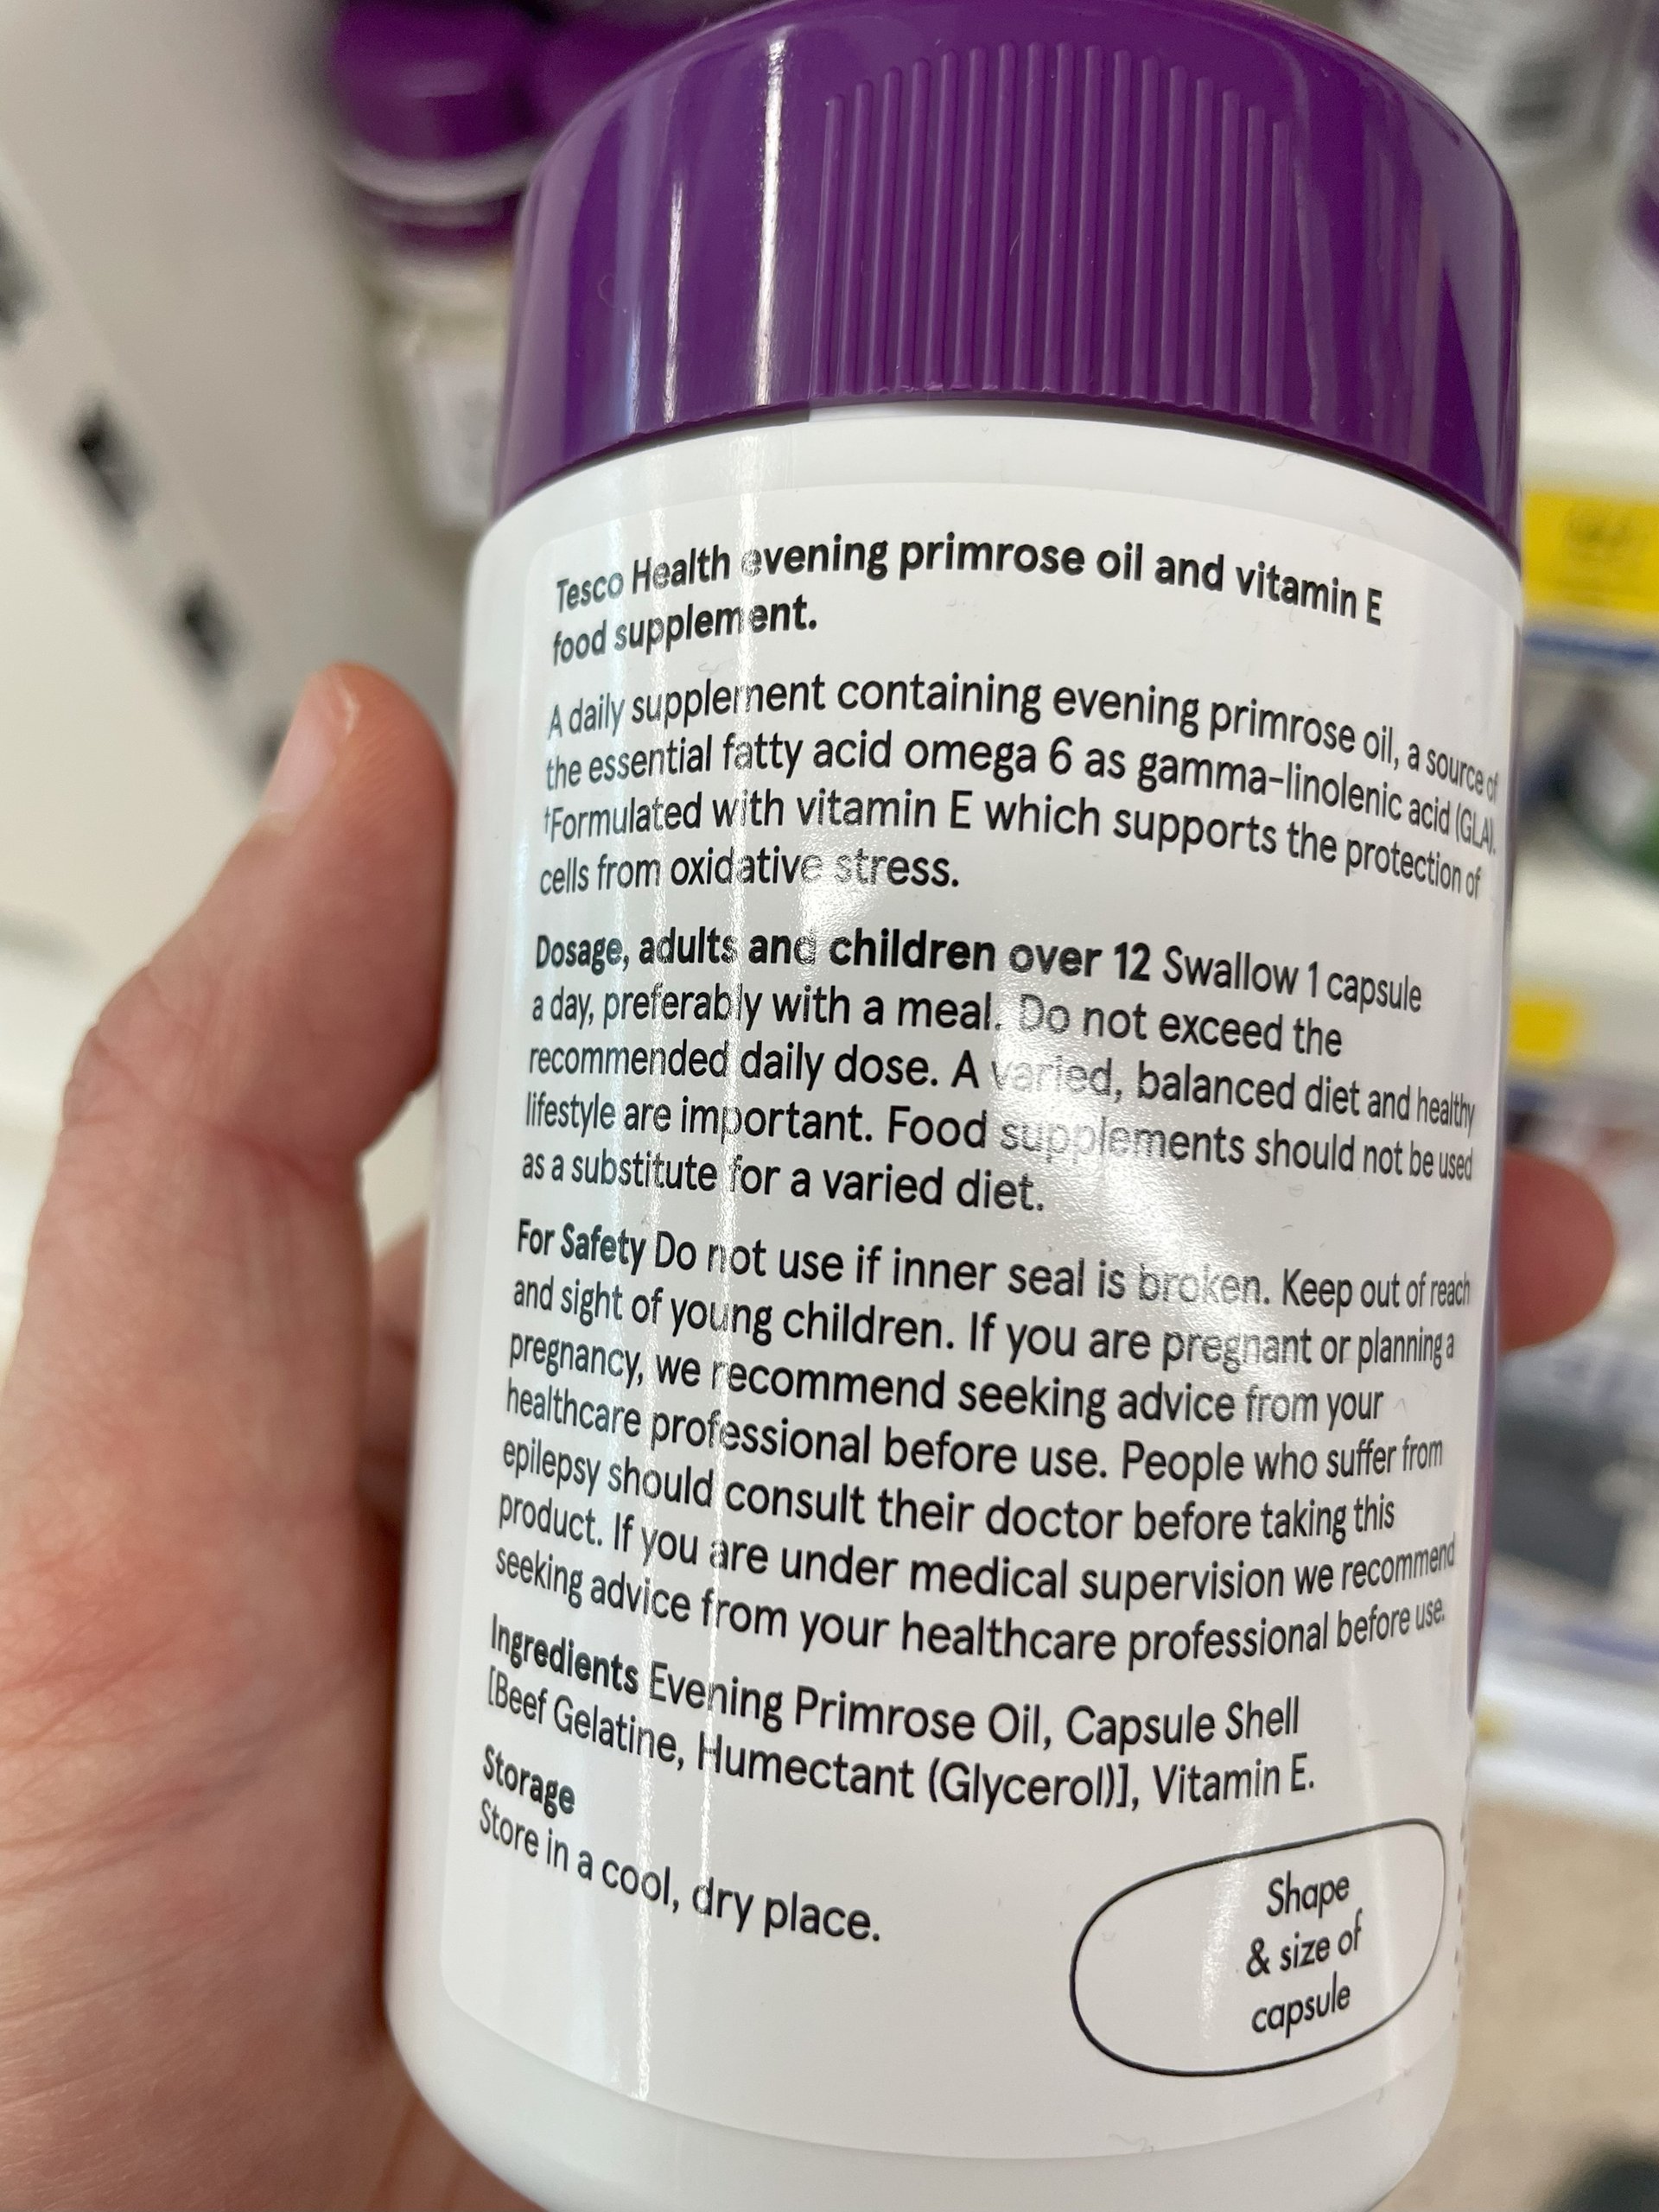 Tesco Health evening primrose oil and vitamin E
food supplement.
A daily supplement containing evening primrose oil, a source of
the essential fatty acid omega 6 as gamma-linolenic acid (GLA).
†Formulated with vitamin E which supports the protection of
cells from oxidative stress.
Dosage, adults and children over 12 Swallow 1 capsule
a day, preferably with a meal. Do not exceed the
recommended daily dose. A varied, balanced diet and healthy
lifestyle are important. Food supplements should not be used
as a substitute for a varied diet.
For Safety Do not use if inner seal is broken. Keep out of reach
and sight of young children. If you are pregnant or planning a
pregnancy, we recommend seeking advice from your
healthcare professional before use. People who suffer from
epilepsy should consult their doctor before taking this
product. If you are under medical supervision we recommend
seeking advice from your healthcare professional before use.
Ingredients Evening Primrose Oil, Capsule Shell
[Beef Gelatine, Humectant (Glycerol)], Vitamin E.
Storage
Store in a cool, dry place.
Shape
& size of
capsule